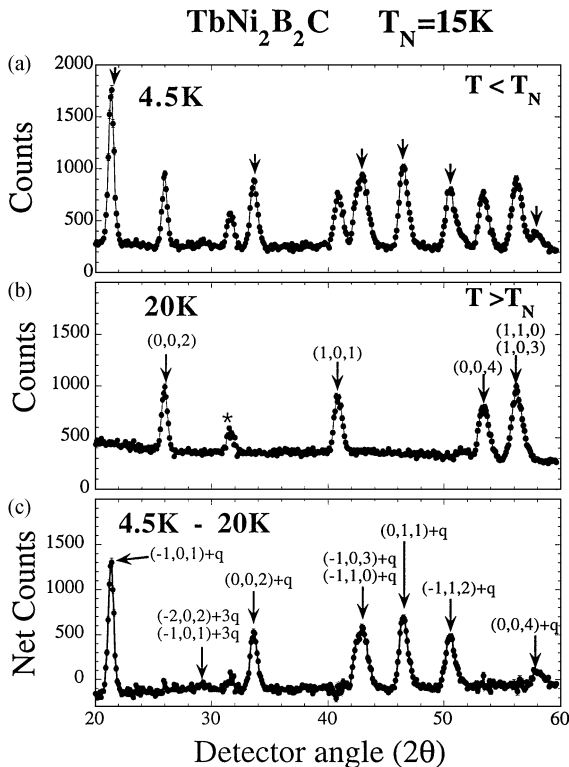 TbNi₂B₂C T_N=15K
(a)
2000
1500
1000
500
0
Counts
4.5K
T < T_N
(b)
1500
1000
500
0
Counts
20K
T >T_N
(0,0,2)
*
(1,0,1)
(0,0,4)
(1,1,0)
(1,0,3)
(c)
1500
1000
500
0
Net Counts
4.5K - 20K
(-1,0,1)+q
(-2,0,2)+3q
(-1,0,1)+3q
(0,0,2)+q
(-1,0,3)+q
(-1,1,0)+q
(0,1,1)+q
(-1,1,2)+q
(0,0,4)+q
20 30 40 50 60
Detector angle (2θ)